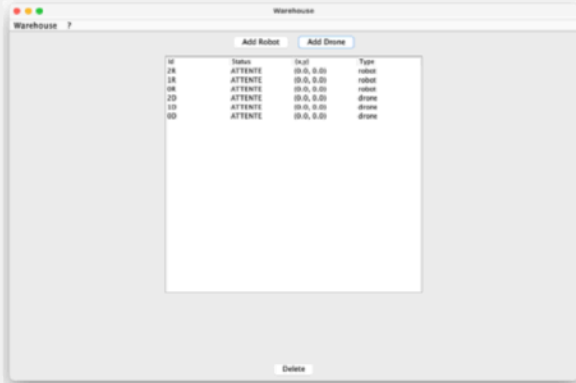 Warehouse
Warehouse ?
Add Robot Add Drone
Id Status (x,y) Type
2R ATTENTE (0.0, 0.0) robot
1R ATTENTE (0.0, 0.0) robot
0R ATTENTE (0.0, 0.0) robot
2D ATTENTE (0.0, 0.0) drone
1D ATTENTE (0.0, 0.0) drone
0D ATTENTE (0.0, 0.0) drone
Delete